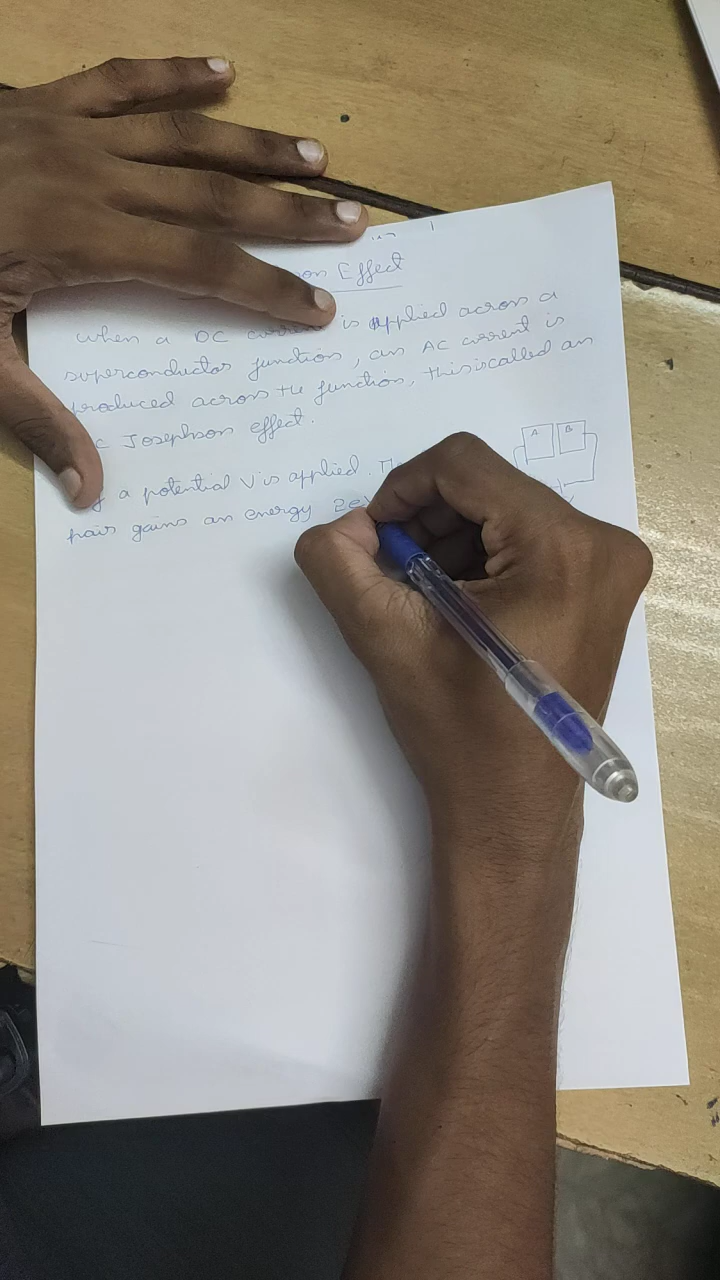 Effect
when a DC is applied across a
superconductor junction, an AC current is
produced across the junction, this is called an
Josephson effect.
a potential V is applied.
pair gains an energy 2eV
A B